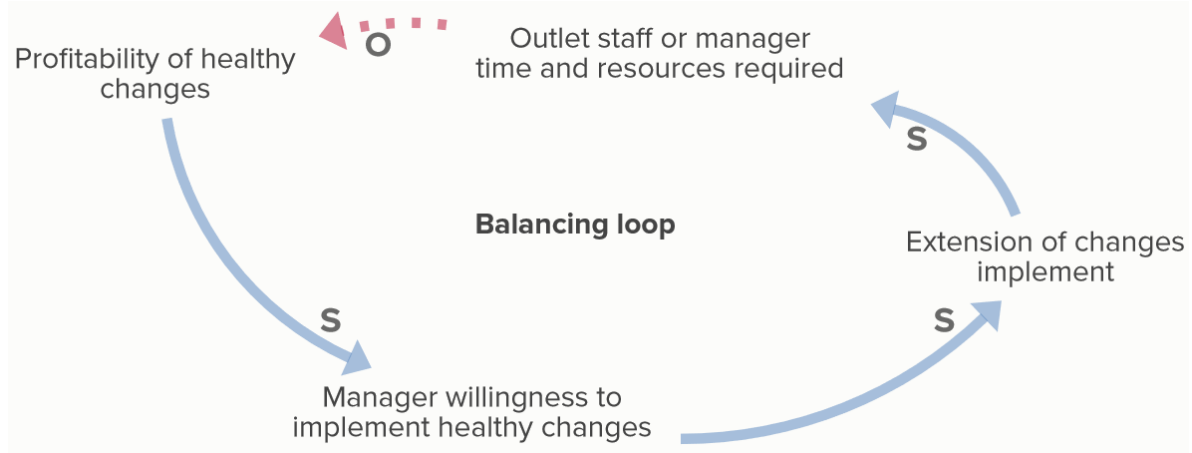 Profitability of healthy
changes
O
Outlet staff or manager
time and resources required
S
Balancing loop
Extension of changes
implement
S
S
Manager willingness to
implement healthy changes